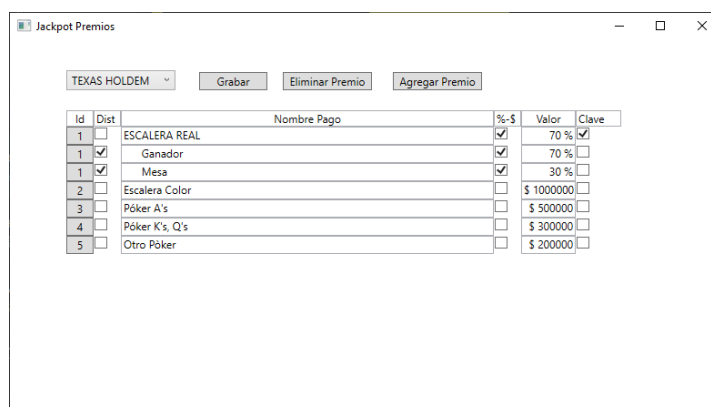 Jackpot Premios
TEXAS HOLDEM Grabar Eliminar Premio Agregar Premio
Id Dist Nombre Pago %-$ Valor Clave
1 ESCALERA REAL 70 %
1 Ganador 70 %
1 Mesa 30 %
2 Escalera Color $ 1000000
3 Póker A's $ 500000
4 Póker K's, Q's $ 300000
5 Otro Pòker $ 200000